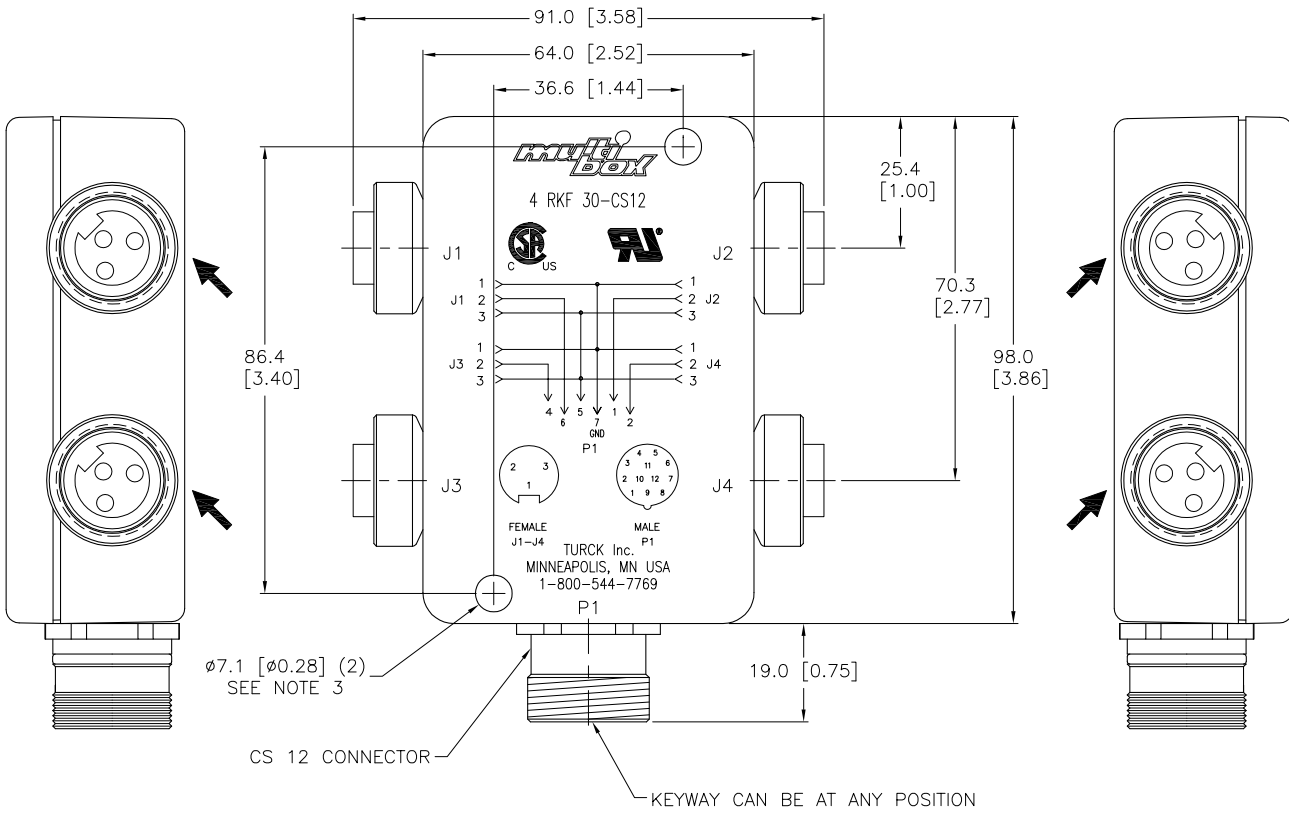 91.0 [3.58]
64.0 [2.52]
36.6 [1.44]
multi
box
4 RKF 30-CS12
25.4
[1.00]
J1
C SA US
UR®
J2
1 1
J1 2 2 J2
3 3
70.3
[2.77]
86.4
[3.40]
98.0
[3.86]
1 1
J3 2 2 J4
3 3
4 6 5 7 1 2
GND
P1
J3
2 3
1
4 5
3 11 6
2 10 12 7
1 9 8
J4
FEMALE
J1-J4
MALE
P1
TURCK Inc.
MINNEAPOLIS, MN USA
1-800-544-7769
P1
ø7.1 [ø0.28] (2)
SEE NOTE 3
19.0 [0.75]
CS 12 CONNECTOR
KEYWAY CAN BE AT ANY POSITION